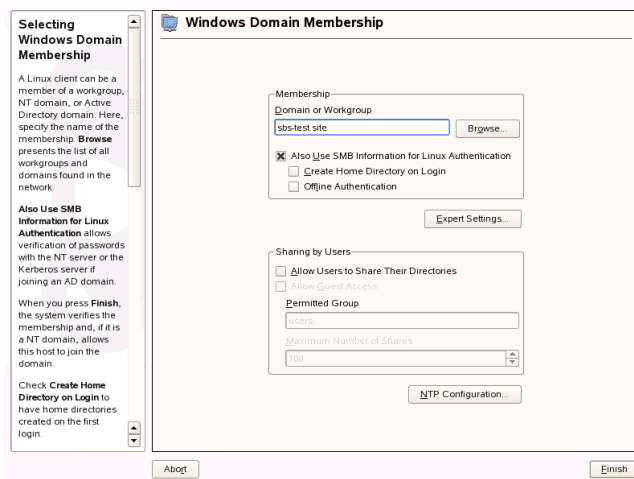 Selecting
Windows Domain
Membership
A Linux client can be a
member of a workgroup,
NT domain, or Active
Directory domain. Here,
specify the name of the
membership. Browse
presents the list of all
workgroups and
domains found in the
network.
Also Use SMB
Information for Linux
Authentication allows
verification of passwords
with the NT server or the
Kerberos server if
joining an AD domain.
When you press Finish,
the system verifies the
membership and, if it is
a NT domain, allows
this host to join the
domain.
Check Create Home
Directory on Login to
have home directories
created on the first
login.
Windows Domain Membership
Membership
Domain or Workgroup
sbs-test.site
Browse...
Also Use SMB Information for Linux Authentication
Create Home Directory on Login
Offline Authentication
Expert Settings...
Sharing by Users
Allow Users to Share Their Directories
Allow Guest Access
Permitted Group
users
Maximum Number of Shares
100
NTP Configuration...
Abort
Finish